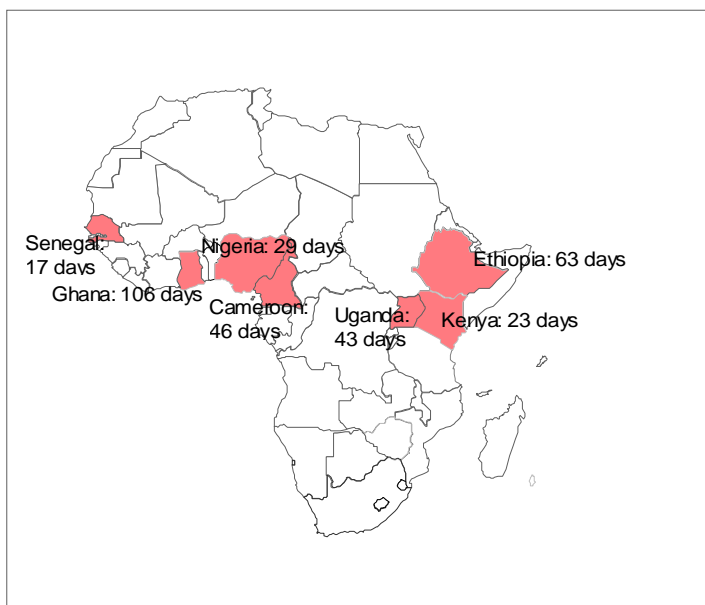 Senegal:
17 days
Ghana: 106 days
Nigeria: 29 days
Cameroon:
46 days
Uganda:
43 days
Ethiopia: 63 days
Kenya: 23 days